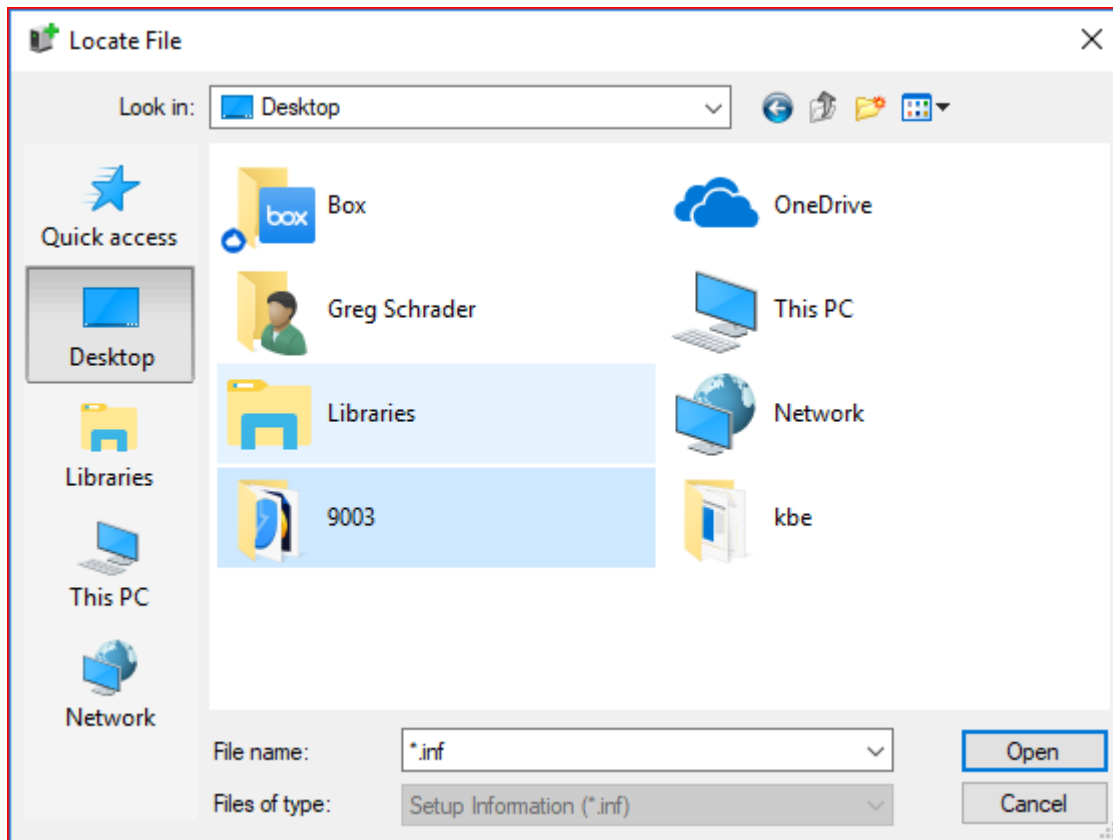 Locate File
Look in:
Desktop
Quick access
Desktop
Libraries
This PC
Network
box
Box
OneDrive
Greg Schrader
This PC
Libraries
Network
9003
kbe
File name:
*.inf
Open
Files of type:
Setup Information (*.inf)
Cancel